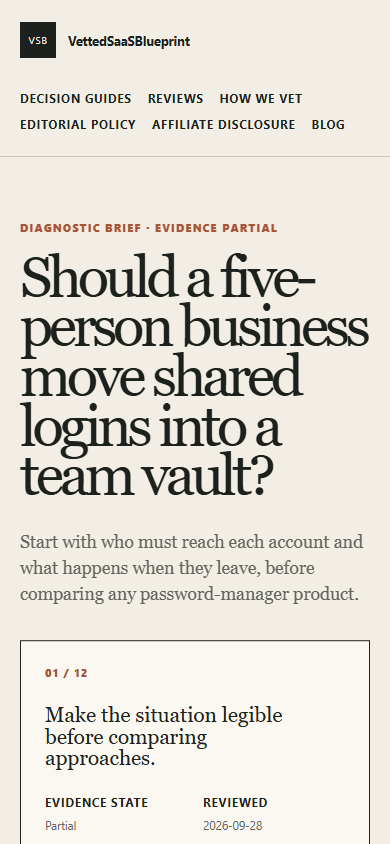 VSB
VettedSaaSBlueprint
DECISION GUIDES REVIEWS HOW WE VET
EDITORIAL POLICY AFFILIATE DISCLOSURE BLOG
DIAGNOSTIC BRIEF · EVIDENCE PARTIAL
Should a five-
person business
move shared
logins into a
team vault?
Start with who must reach each account and
what happens when they leave, before
comparing any password-manager product.
01 / 12
Make the situation legible
before comparing
approaches.
EVIDENCE STATE REVIEWED
Partial 2026-09-28